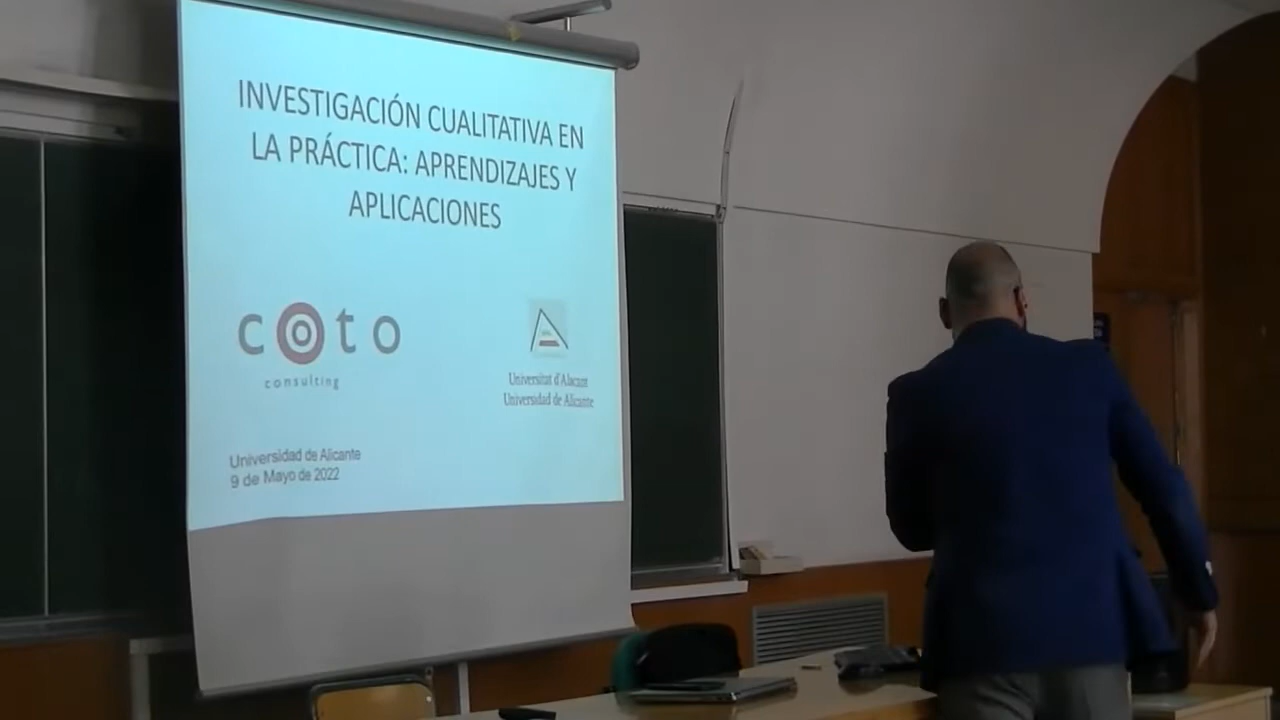 INVESTIGACIÓN CUALITATIVA EN
LA PRÁCTICA: APRENDIZAJES Y
APLICACIONES
coto
consulting
Universitat d'Alacant
Universidad de Alicante
Universidad de Alicante
9 de Mayo de 2022